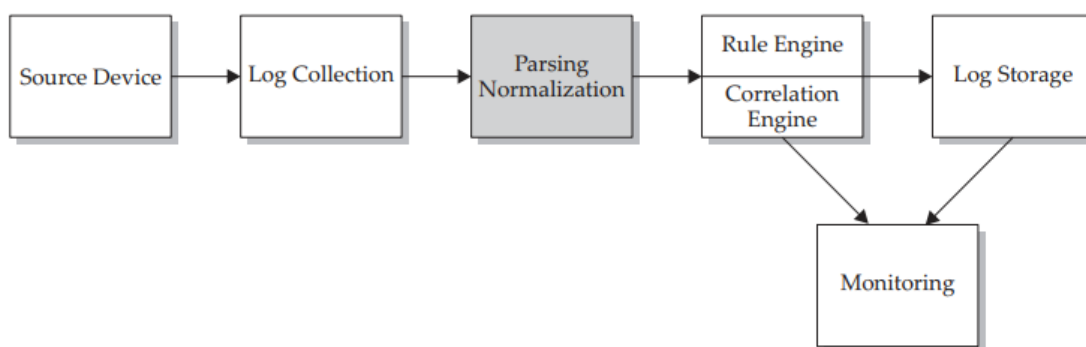 Source Device
Log Collection
Parsing
Normalization
Rule Engine
Correlation
Engine
Log Storage
Monitoring